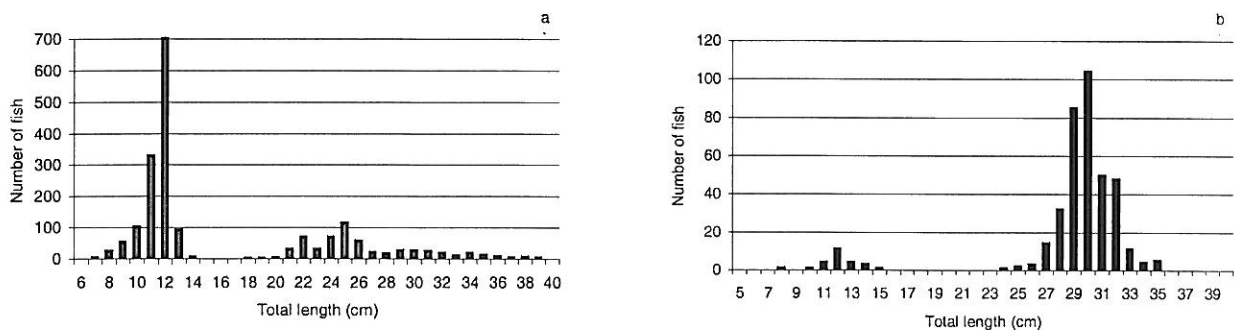 a
700
600
500
400
300
200
100
0
Number of fish
6 8 10 12 14 16 18 20 22 24 26 28 30 32 34 36 38 40
Total length (cm)
b
120
100
80
60
40
20
0
Number of fish
5 7 9 11 13 15 17 19 21 23 25 27 29 31 33 35 37 39
Total length (cm)